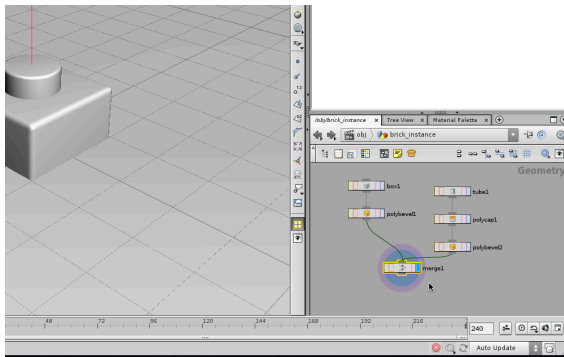 /obj/brick_instance
Tree View
Material Palette
obj
brick_instance
Geometry
box1
tube1
polybevel1
polycap1
polybevel2
merge1
48
72
96
120
144
168
192
216
240
Auto Update